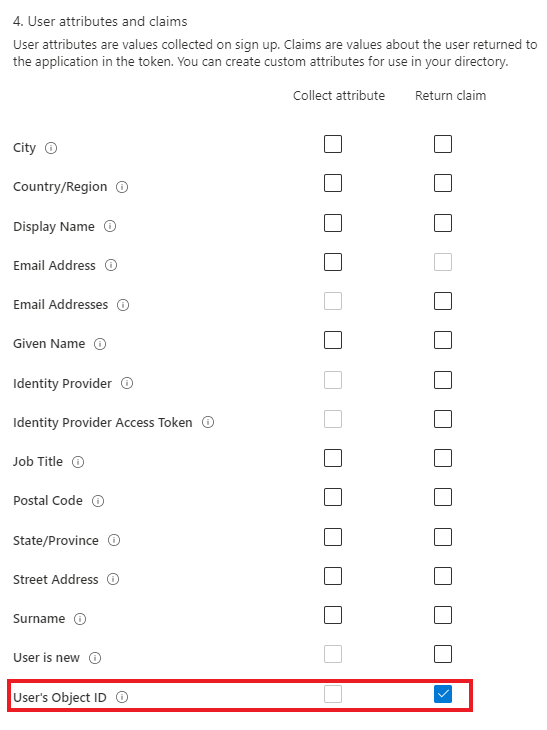 4. User attributes and claims
User attributes are values collected on sign up. Claims are values about the user returned to
the application in the token. You can create custom attributes for use in your directory.
Collect attribute Return claim
City
Country/Region
Display Name
Email Address
Email Addresses
Given Name
Identity Provider
Identity Provider Access Token
Job Title
Postal Code
State/Province
Street Address
Surname
User is new
User's Object ID